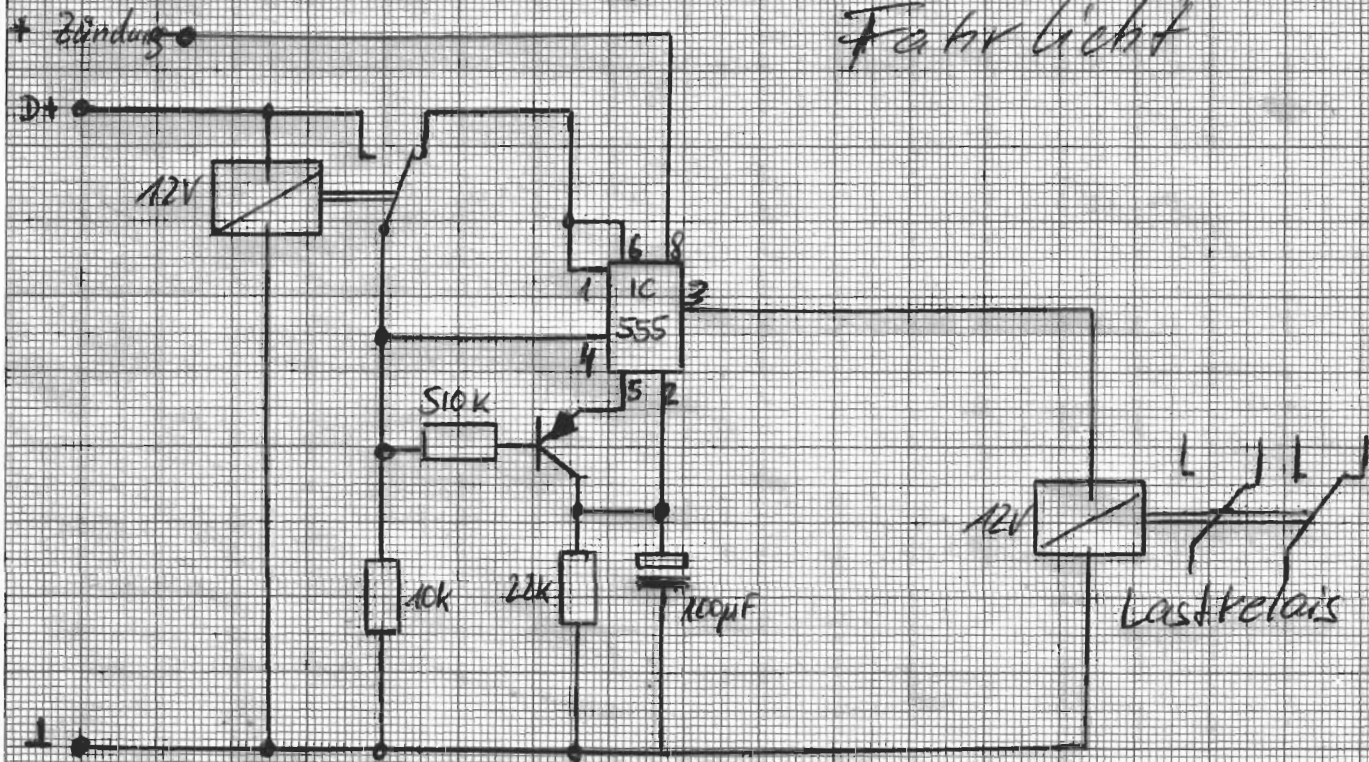 + Zündung
Fahrlicht
D+
12V
6 8
1 IC 3
555
4
5 2
510K
12V
10k
22K
100µF
Lastrelais
⊥